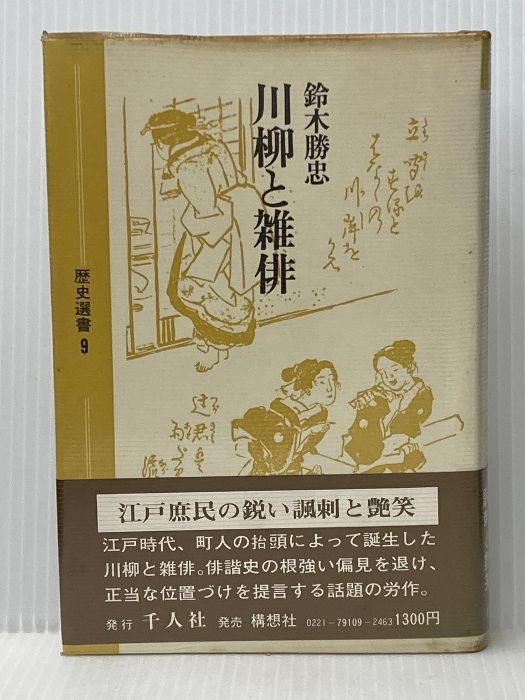 鈴木勝忠
川柳と雑俳
歴史選書 9
江戸庶民の鋭い諷刺と艶笑
江戸時代、町人の抬頭によって誕生した
川柳と雑俳。俳諧史の根強い偏見を退け、
正当な位置づけを提言する話題の労作。
発行 千人社 発売 構想社 0221-79109-2463 1300円